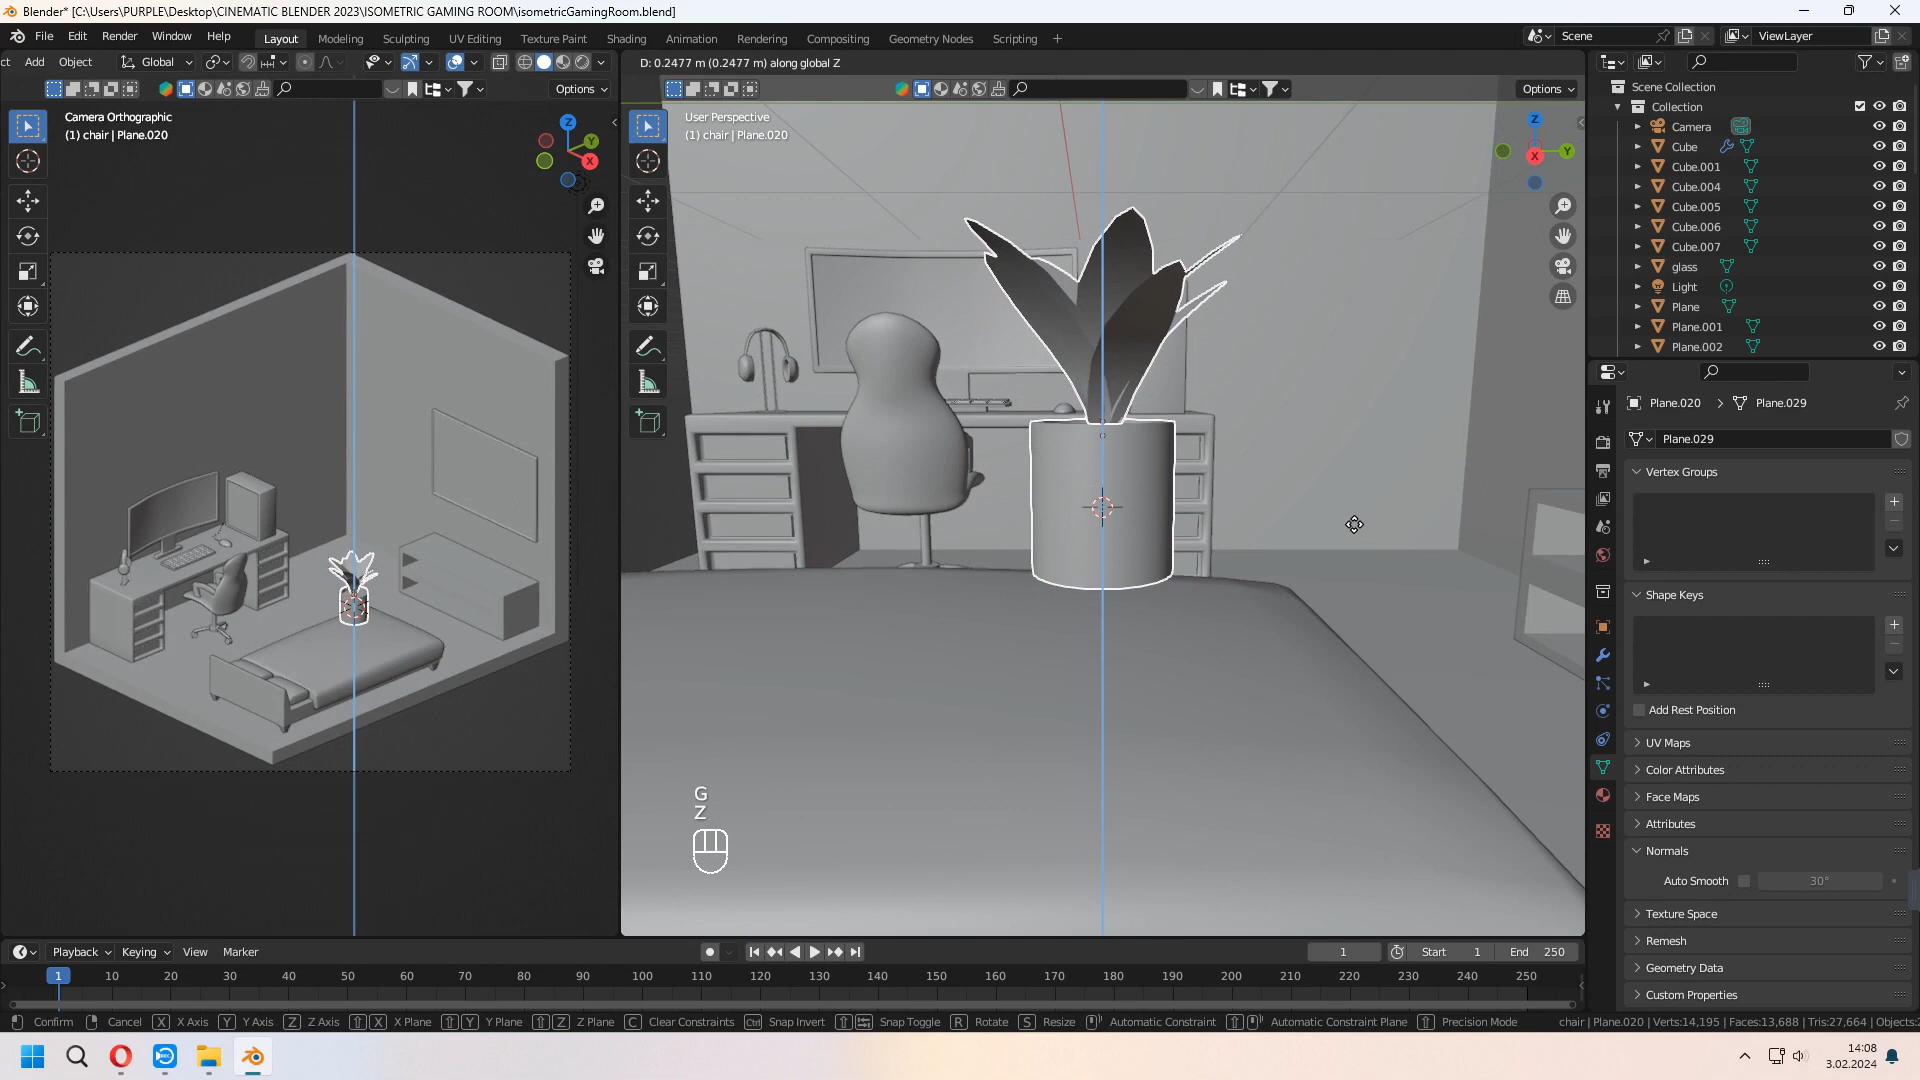 Blender* [C:\Users\PURPLE\Desktop\CINEMATIC BLENDER 2023\ISOMETRIC GAMING ROOM\isometricGamingRoom.blend]
File Edit Render Window Help Layout Modeling Sculpting UV Editing Texture Paint Shading Animation Rendering Compositing Geometry Nodes Scripting + Scene ViewLayer
ct Add Object Global
D: 0.2477 m (0.2477 m) along global Z
Options
Options
Camera Orthographic
(1) chair | Plane.020
Z
Y
X
User Perspective
(1) chair | Plane.020
Z
Y
X
G
Z
Scene Collection
Collection
Camera
Cube
Cube.001
Cube.004
Cube.005
Cube.006
Cube.007
glass
Light
Plane
Plane.001
Plane.002
Plane.020 > Plane.029
Plane.029
Vertex Groups
Shape Keys
Add Rest Position
UV Maps
Color Attributes
Face Maps
Attributes
Normals
Auto Smooth 30°
Texture Space
Remesh
Geometry Data
Custom Properties
Playback Keying View Marker 1 Start 1 End 250
1 10 20 30 40 50 60 70 80 90 100 110 120 130 140 150 160 170 180 190 200 210 220 230 240 250
Confirm Cancel X X Axis Y Y Axis Z Z Axis X X Plane Y Y Plane Z Z Plane C Clear Constraints Ctrl Snap Invert Snap Toggle R Rotate S Resize Automatic Constraint Automatic Constraint Plane Precision Mode chair | Plane.020 | Verts:14,195 | Faces:13,688 | Tris:27,664 | Objects:2
14:08
3.02.2024